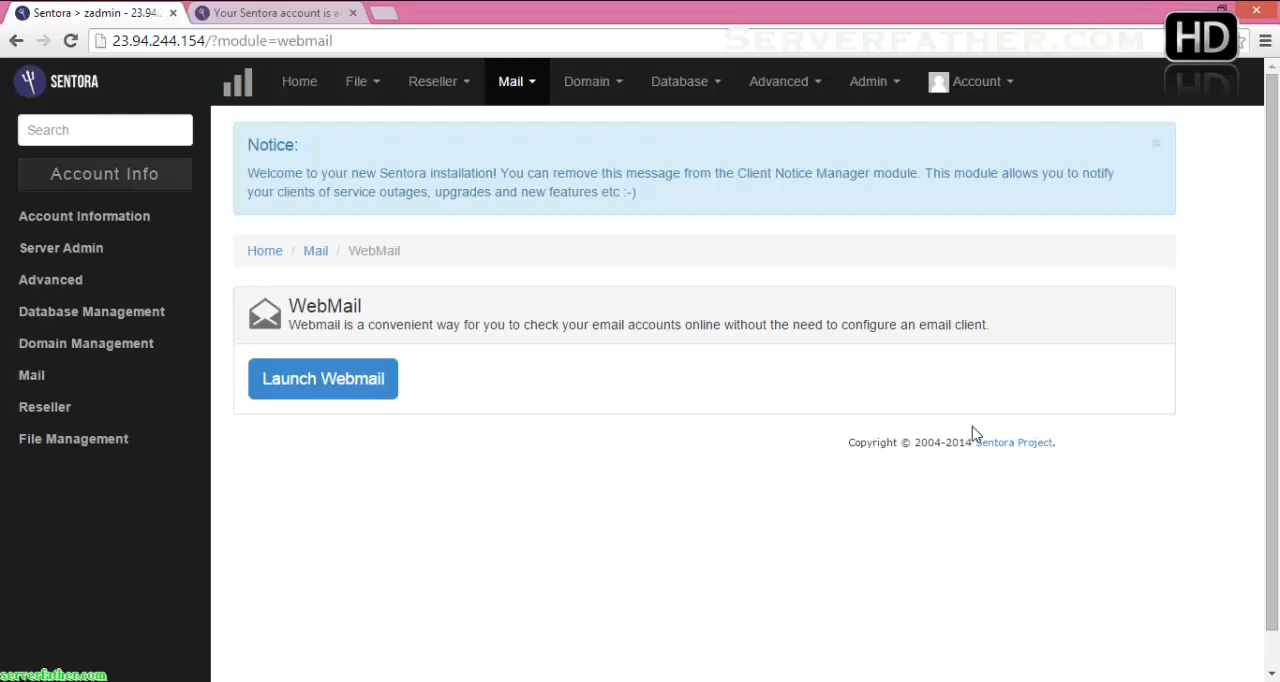 Sentora > zadmin - 23.94.
Your Sentora account is a
23.94.244.154/?module=webmail
SERVERFATHER.COM
HD
SENTORA
Home
File
Reseller
Mail
Domain
Database
Advanced
Admin
Account
Search
Account Info
Account Information
Server Admin
Advanced
Database Management
Domain Management
Mail
Reseller
File Management
Notice:
Welcome to your new Sentora installation! You can remove this message from the Client Notice Manager module. This module allows you to notify
your clients of service outages, upgrades and new features etc :-)
Home / Mail / WebMail
WebMail
Webmail is a convenient way for you to check your email accounts online without the need to configure an email client.
Launch Webmail
Copyright © 2004-2014 Sentora Project.
serverfather.com